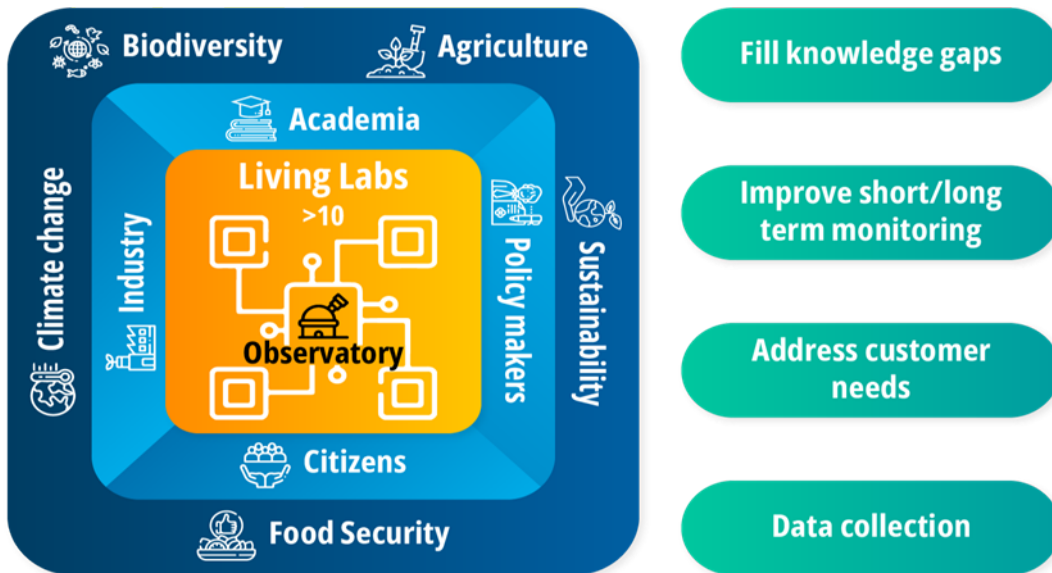 Biodiversity
Agriculture
Academia
Living Labs
>10
Climate change
Industry
Observatory
Policy makers
Sustainability
Citizens
Food Security
Fill knowledge gaps
Improve short/long
term monitoring
Address customer
needs
Data collection